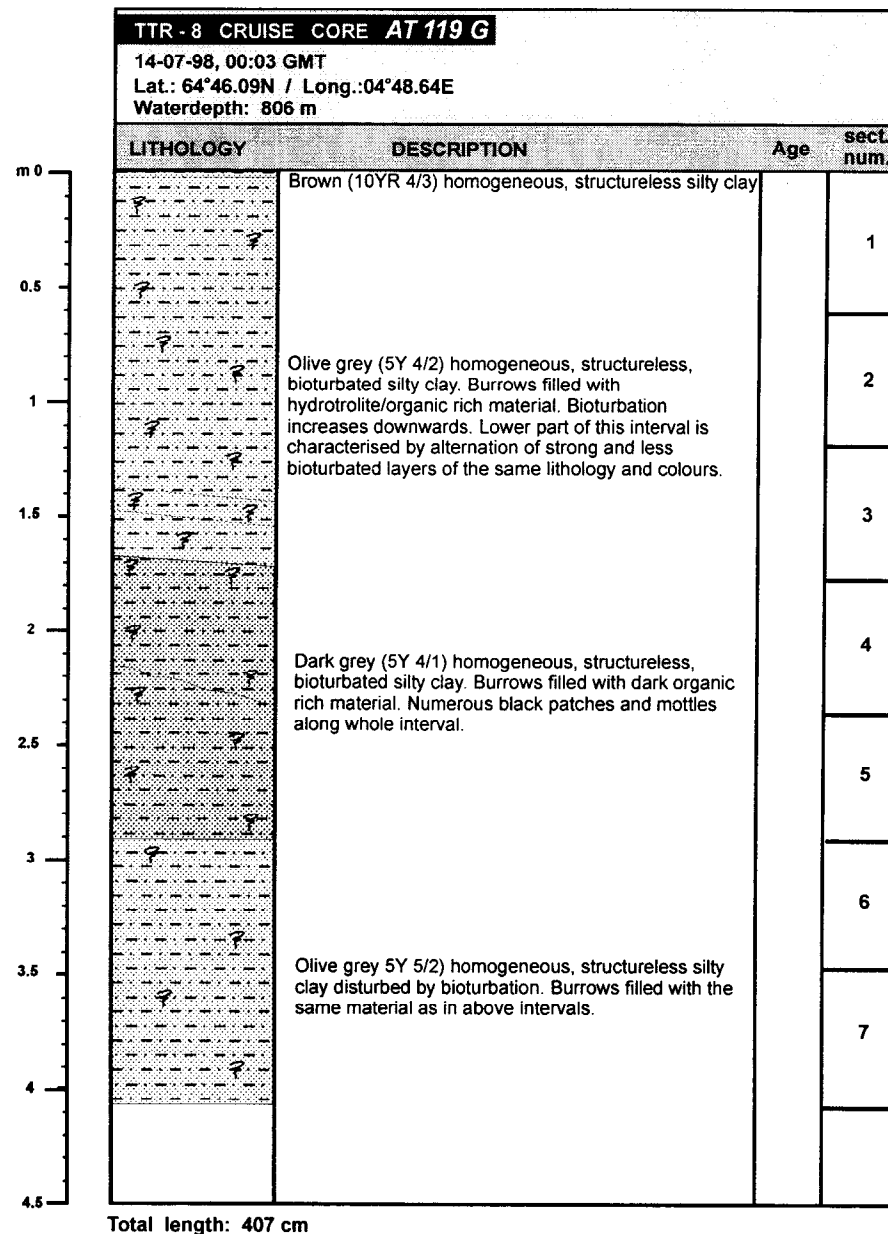 TTR - 8 CRUISE CORE AT 119 G
14-07-98, 00:03 GMT
Lat.: 64°46.09N / Long.:04°48.64E
Waterdepth: 806 m
LITHOLOGY DESCRIPTION Age sect. num.
m 0
Brown (10YR 4/3) homogeneous, structureless silty clay
1
0.5
Olive grey (5Y 4/2) homogeneous, structureless,
bioturbated silty clay. Burrows filled with
hydrotrolite/organic rich material. Bioturbation
increases downwards. Lower part of this interval is
characterised by alternation of strong and less
bioturbated layers of the same lithology and colours.
2
1
1.5
3
2
4
Dark grey (5Y 4/1) homogeneous, structureless,
bioturbated silty clay. Burrows filled with dark organic
rich material. Numerous black patches and mottles
along whole interval.
2.5
5
3
6
3.5
Olive grey 5Y 5/2) homogeneous, structureless silty
clay disturbed by bioturbation. Burrows filled with the
same material as in above intervals.
7
4
4.5
Total length: 407 cm